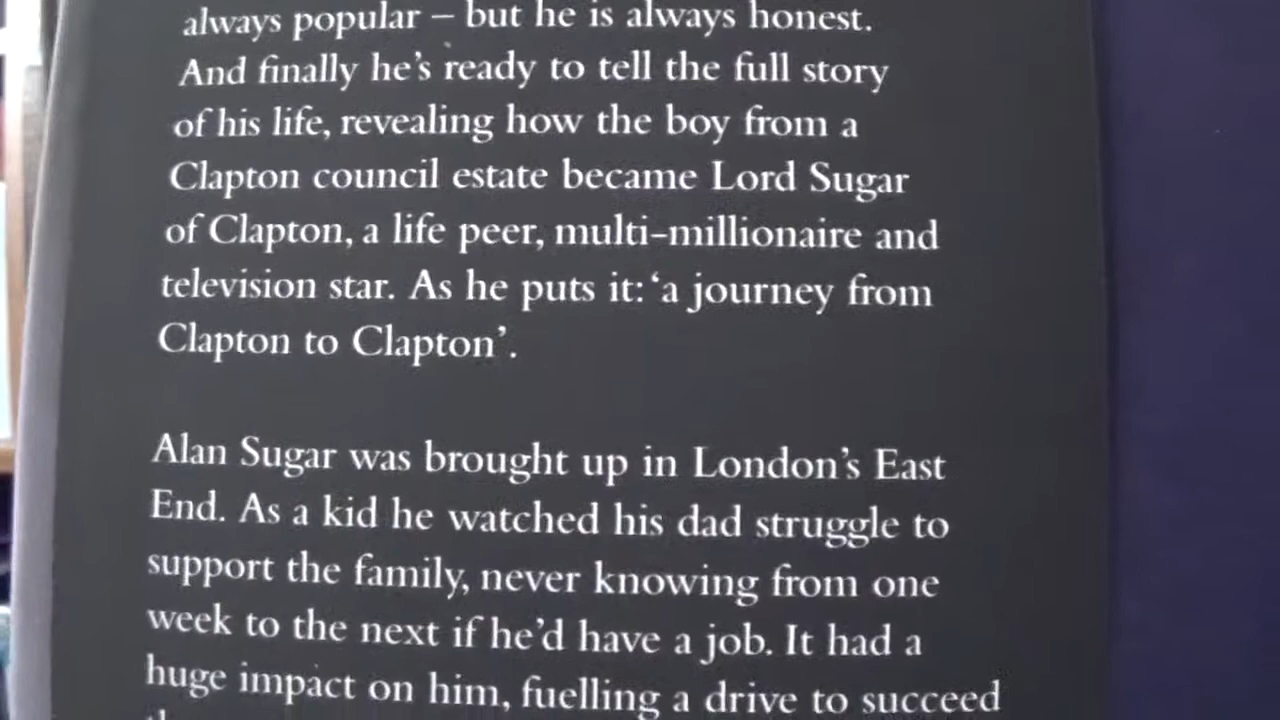 always popular – but he is always honest.
And finally he's ready to tell the full story
of his life, revealing how the boy from a
Clapton council estate became Lord Sugar
of Clapton, a life peer, multi-millionaire and
television star. As he puts it: 'a journey from
Clapton to Clapton'.
Alan Sugar was brought up in London's East
End. As a kid he watched his dad struggle to
support the family, never knowing from one
week to the next if he'd have a job. It had a
huge impact on him, fuelling a drive to succeed